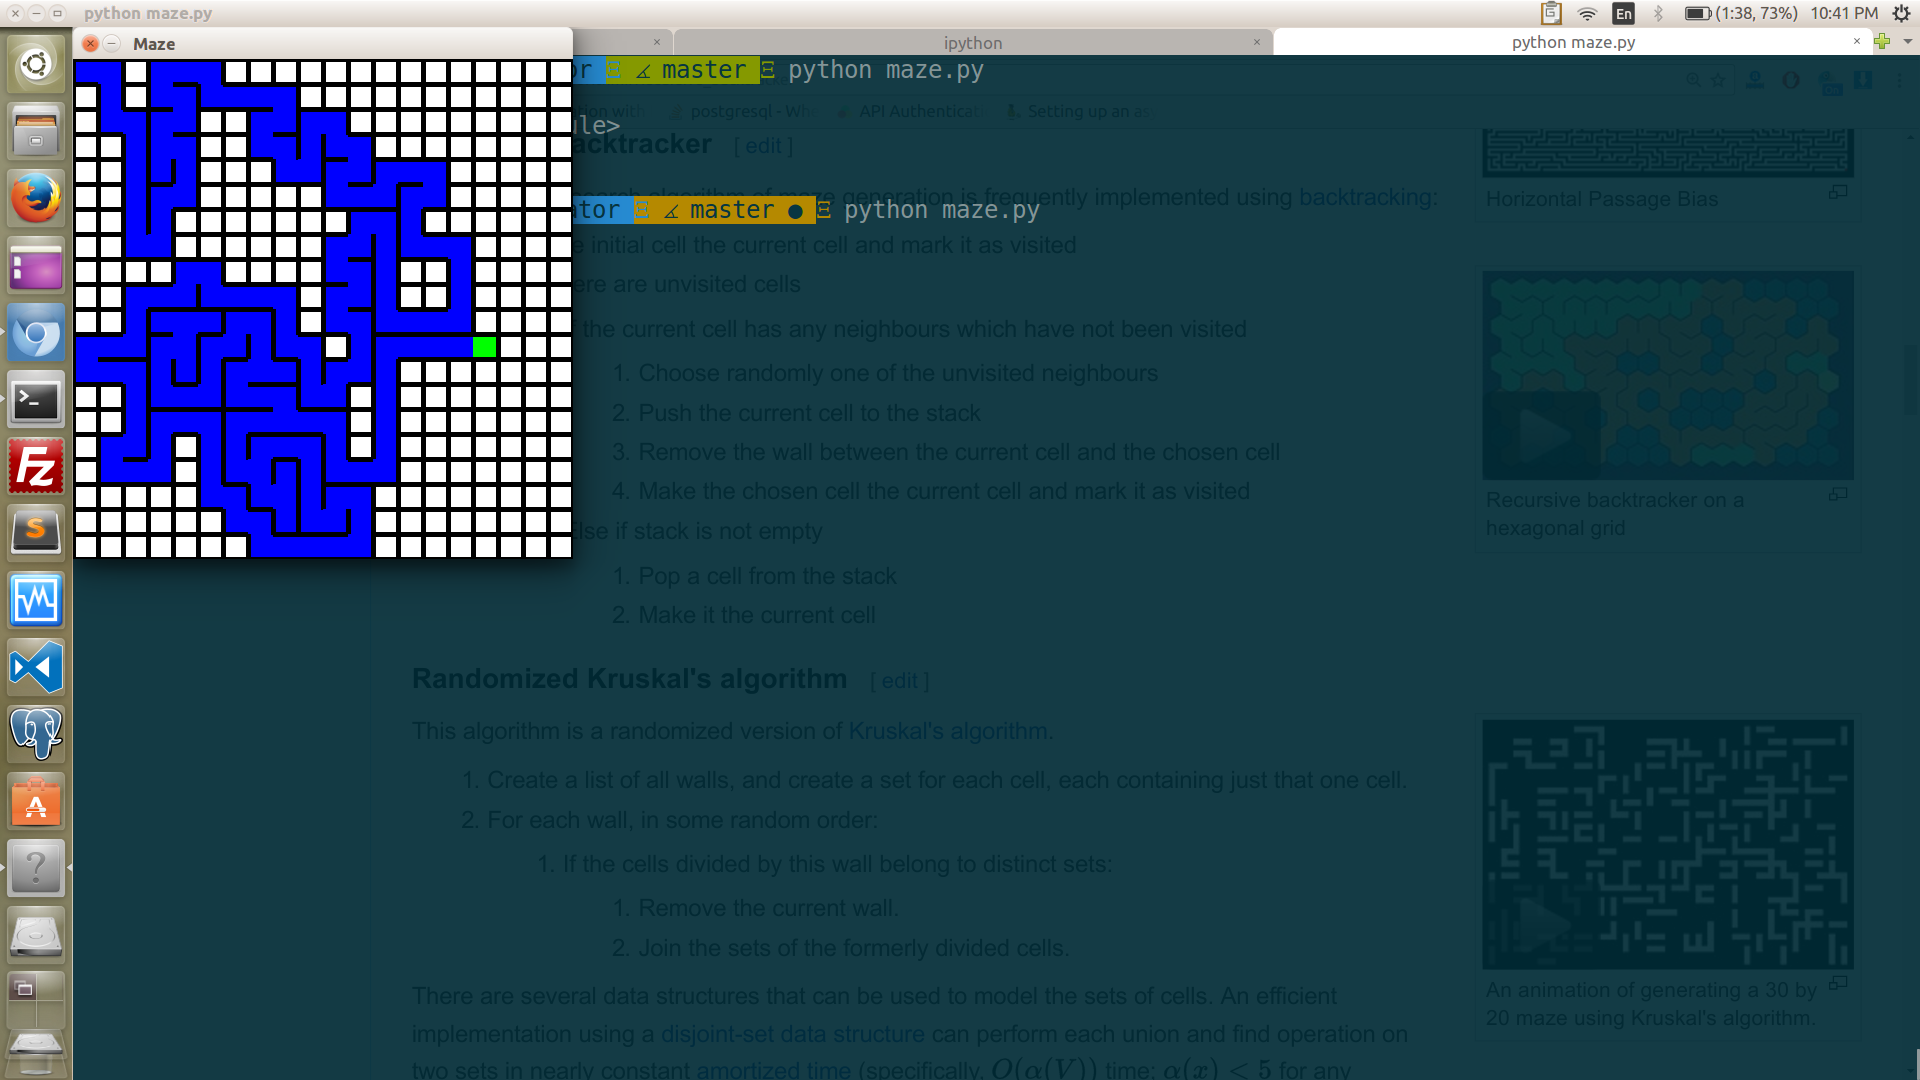 python maze.py
En
(1:38, 73%) 10:41 PM
Maze
ipython
python maze.py
or master python maze.py
postgresql - Wh
API Authenticat
Setting up an as
ule>
acktracker [ edit ]
search algorithm of maze generation is frequently implemented using backtracking:
ator master ● python maze.py
e initial cell the current cell and mark it as visited
ere are unvisited cells
f the current cell has any neighbours which have not been visited
1. Choose randomly one of the unvisited neighbours
2. Push the current cell to the stack
3. Remove the wall between the current cell and the chosen cell
4. Make the chosen cell the current cell and mark it as visited
Else if stack is not empty
1. Pop a cell from the stack
2. Make it the current cell
Randomized Kruskal's algorithm [ edit ]
This algorithm is a randomized version of Kruskal's algorithm.
1. Create a list of all walls, and create a set for each cell, each containing just that one cell.
2. For each wall, in some random order:
1. If the cells divided by this wall belong to distinct sets:
1. Remove the current wall.
2. Join the sets of the formerly divided cells.
There are several data structures that can be used to model the sets of cells. An efficient
implementation using a disjoint-set data structure can perform each union and find operation on
two sets in nearly constant amortized time (specifically, O(α(V)) time; α(x) < 5 for any
Horizontal Passage Bias
Recursive backtracker on a
hexagonal grid
An animation of generating a 30 by
20 maze using Kruskal's algorithm.
Fz
S
A
?